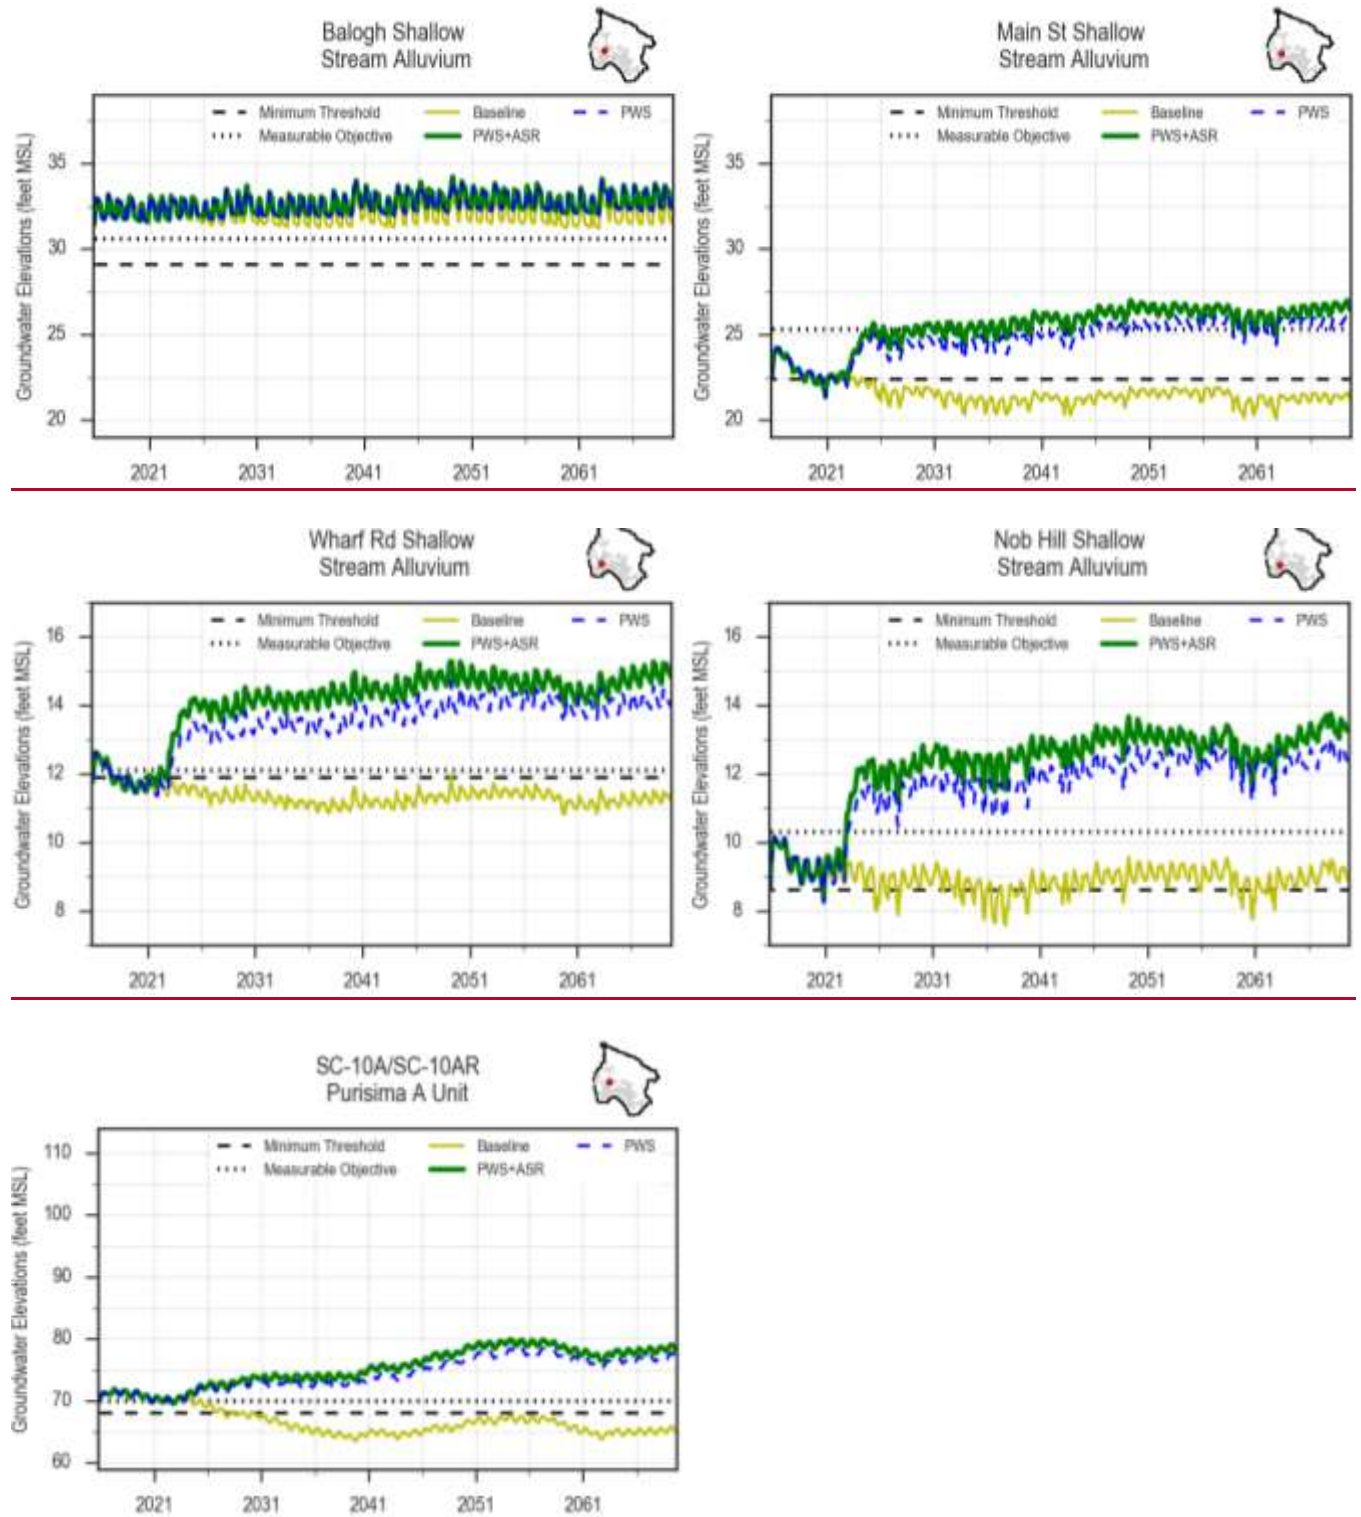 Balogh Shallow
Stream Alluvium
Minimum Threshold
Baseline
PWS
Measurable Objective
PWS+ASR
Groundwater Elevations (feet MSL)
35
30
25
20
2021 2031 2041 2051 2061
Main St Shallow
Stream Alluvium
Minimum Threshold
Baseline
PWS
Measurable Objective
PWS+ASR
Groundwater Elevations (feet MSL)
35
30
25
20
2021 2031 2041 2051 2061
Wharf Rd Shallow
Stream Alluvium
Minimum Threshold
Baseline
PWS
Measurable Objective
PWS+ASR
Groundwater Elevations (feet MSL)
16
14
12
10
8
2021 2031 2041 2051 2061
Nob Hill Shallow
Stream Alluvium
Minimum Threshold
Baseline
PWS
Measurable Objective
PWS+ASR
Groundwater Elevations (feet MSL)
16
14
12
10
8
2021 2031 2041 2051 2061
SC-10A/SC-10AR
Purisima A Unit
Minimum Threshold
Baseline
PWS
Measurable Objective
PWS+ASR
Groundwater Elevations (feet MSL)
110
100
90
80
70
60
2021 2031 2041 2051 2061